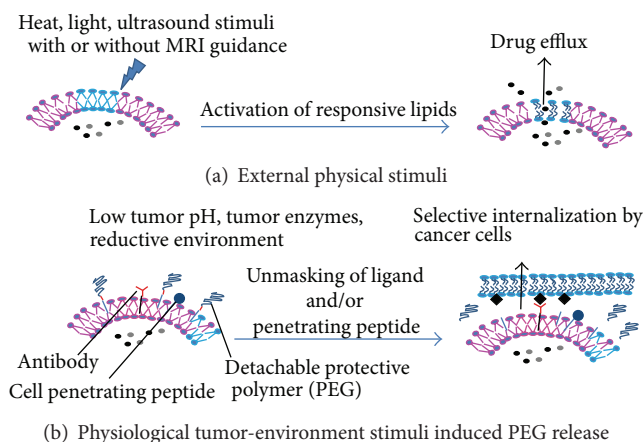 Heat, light, ultrasound stimuli
with or without MRI guidance
Drug efflux
Activation of responsive lipids
(a) External physical stimuli
Low tumor pH, tumor enzymes,
reductive environment
Selective internalization by
cancer cells
Unmasking of ligand
and/or
penetrating peptide
Antibody
Cell penetrating peptide
Detachable protective
polymer (PEG)
(b) Physiological tumor-environment stimuli induced PEG release